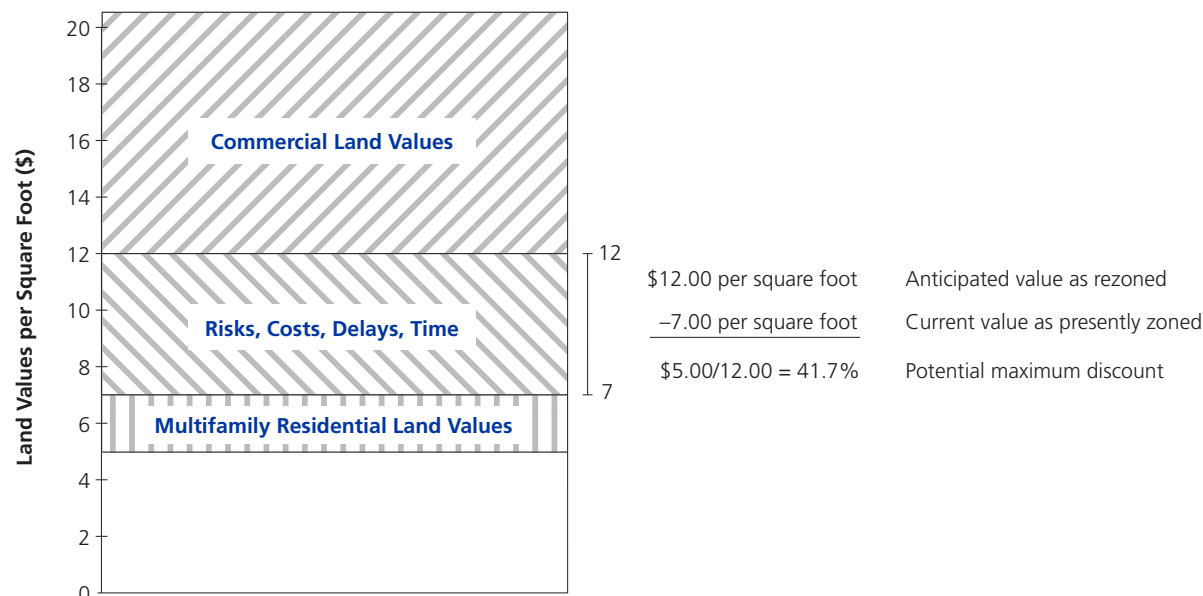 Land Values per Square Foot ($)
20
18
16
14
12
10
8
6
4
2
0
Commercial Land Values
Risks, Costs, Delays, Time
Multifamily Residential Land Values
12
7
$12.00 per square foot Anticipated value as rezoned
–7.00 per square foot Current value as presently zoned
$5.00/12.00 = 41.7% Potential maximum discount